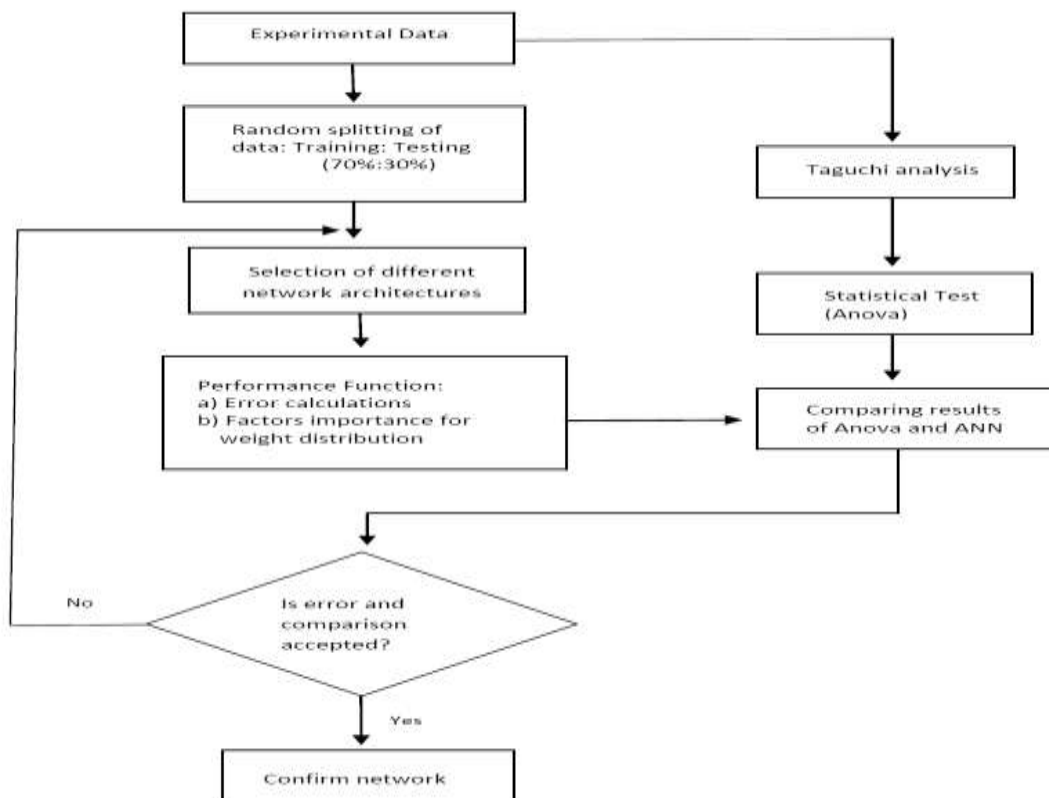 Experimental Data
Random splitting of
data: Training: Testing
(70%:30%)
Taguchi analysis
Selection of different
network architectures
Statistical Test
(Anova)
Performance Function:
a) Error calculations
b) Factors importance for
weight distribution
Comparing results
of Anova and ANN
Is error and
comparison
accepted?
No
Yes
Confirm network